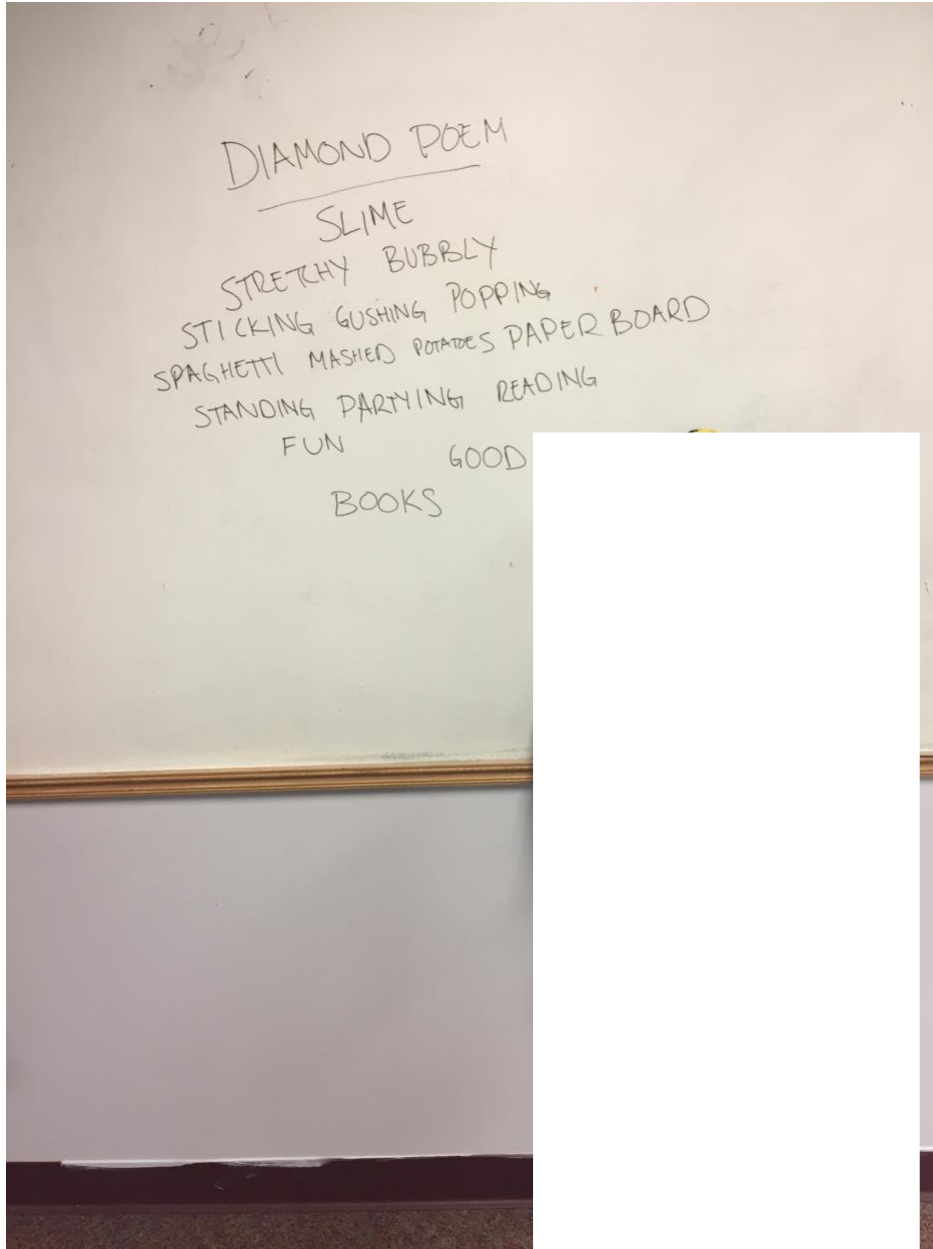 DIAMOND POEM
SLIME
STRETCHY BUBBLY
STICKING GUSHING POPPING
SPAGHETTI MASHED POTATOES PAPER BOARD
STANDING PARTYING READING
FUN GOOD
BOOKS